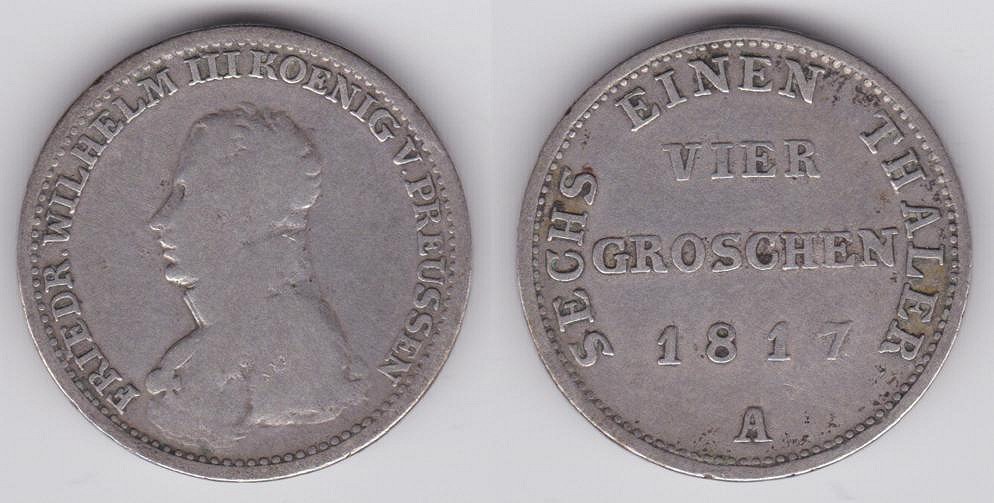 FRIEDR. WILHELM III KOENIG V. PREUSSEN
SECHS EINEN THALER
VIER
GROSCHEN
1817
A